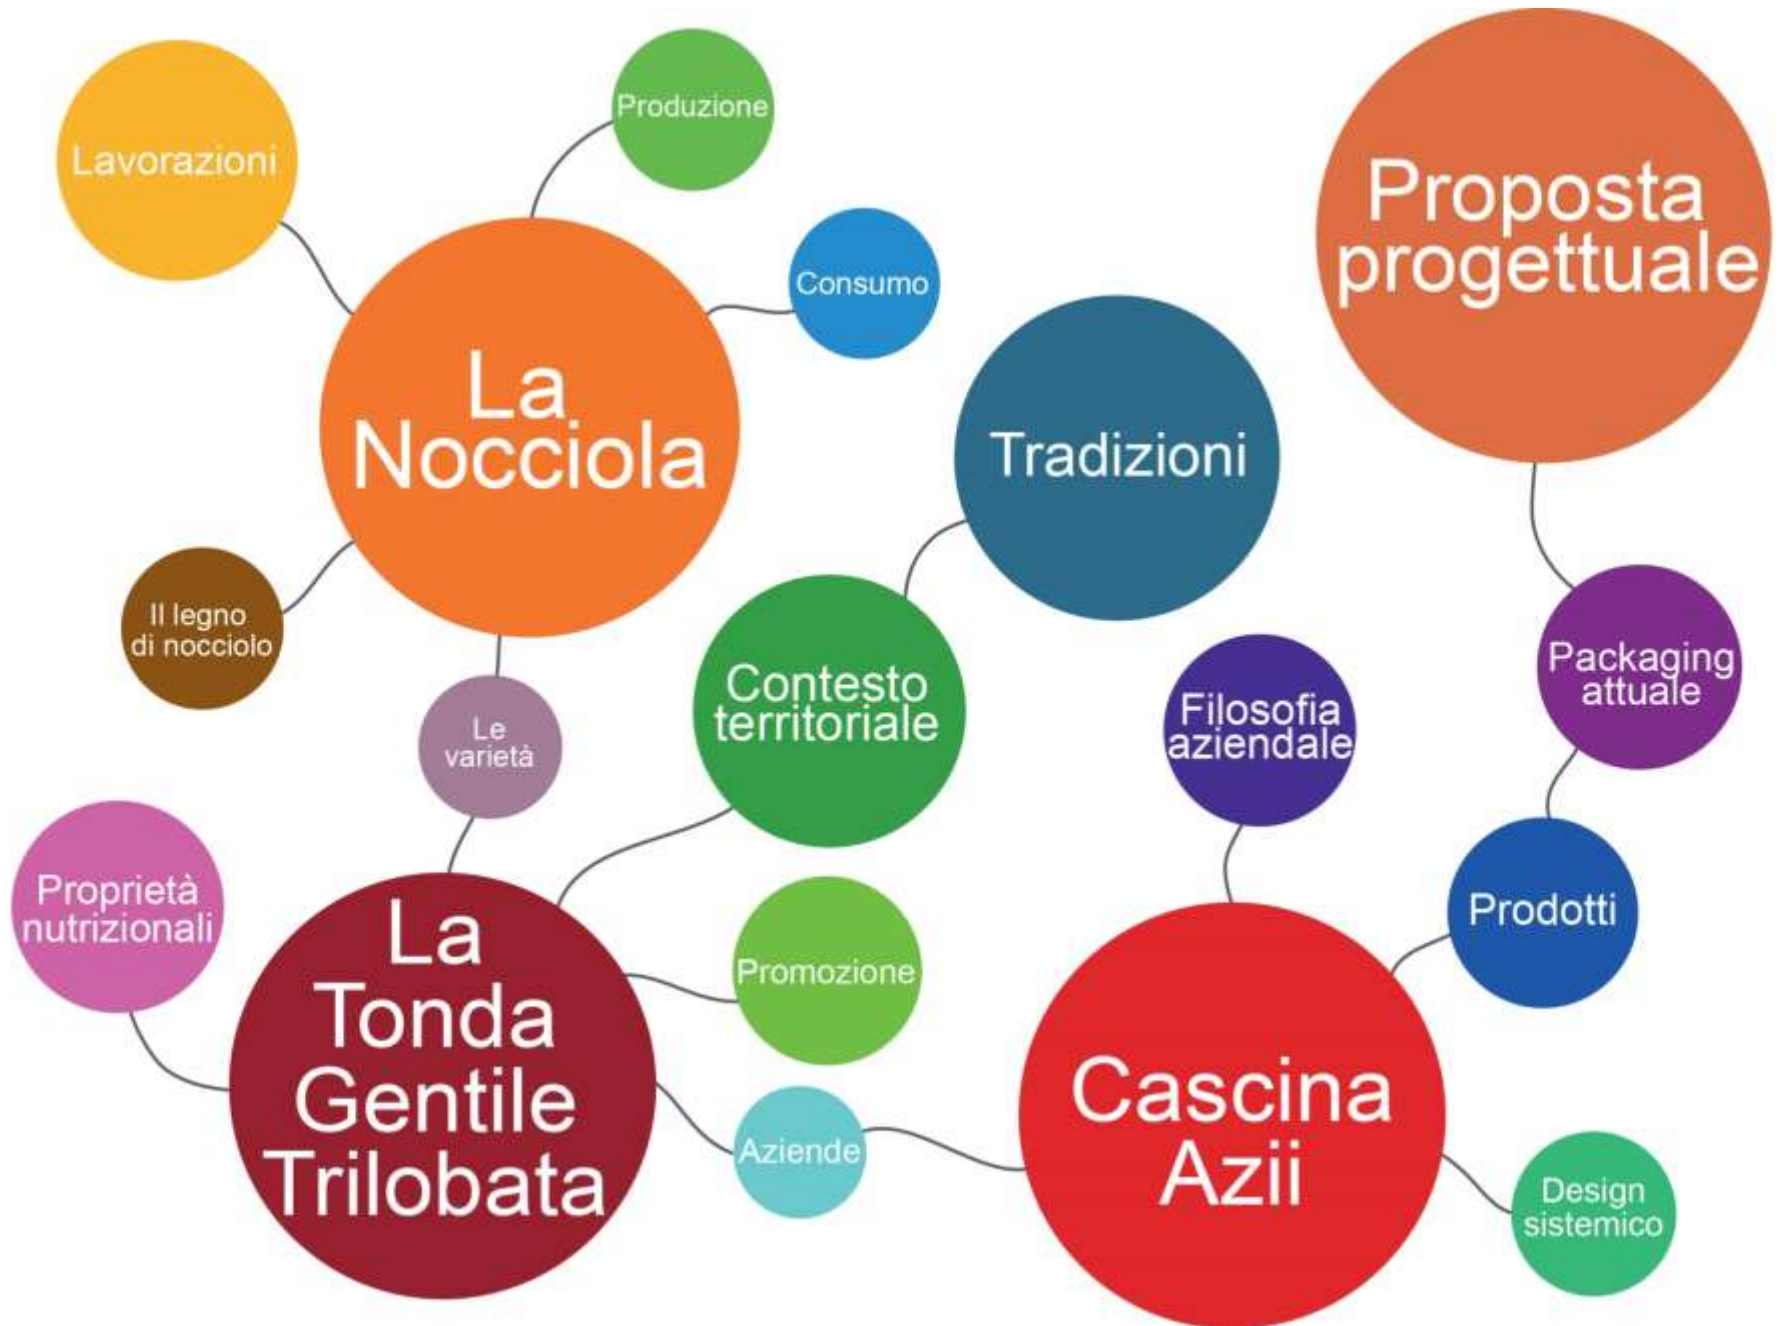 Lavorazioni
Produzione
Consumo
La
Nocciola
Il legno
di nocciolo
Le
varietà
Tradizioni
Proposta
progettuale
Contesto
territoriale
Filosofia
aziendale
Packaging
attuale
Proprietà
nutrizionali
La
Tonda
Gentile
Trilobata
Promozione
Aziende
Prodotti
Cascina
Azii
Design
sistemico